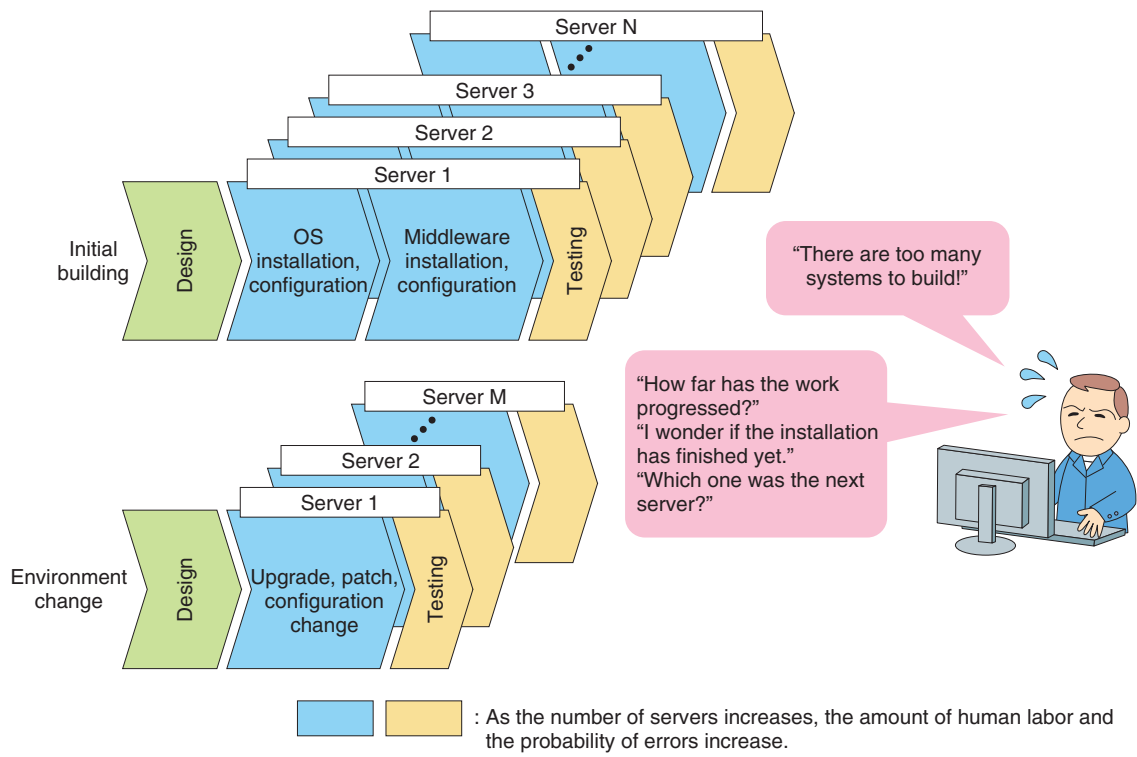 Server N
Server 3
Server 2
Server 1
Initial
building
Design
OS
installation,
configuration
Middleware
installation,
configuration
Testing
“There are too many
systems to build!”
“How far has the work
progressed?”
“I wonder if the installation
has finished yet.”
“Which one was the next
server?”
Server M
Server 2
Server 1
Environment
change
Design
Upgrade, patch,
configuration
change
Testing
: As the number of servers increases, the amount of human labor and
the probability of errors increase.